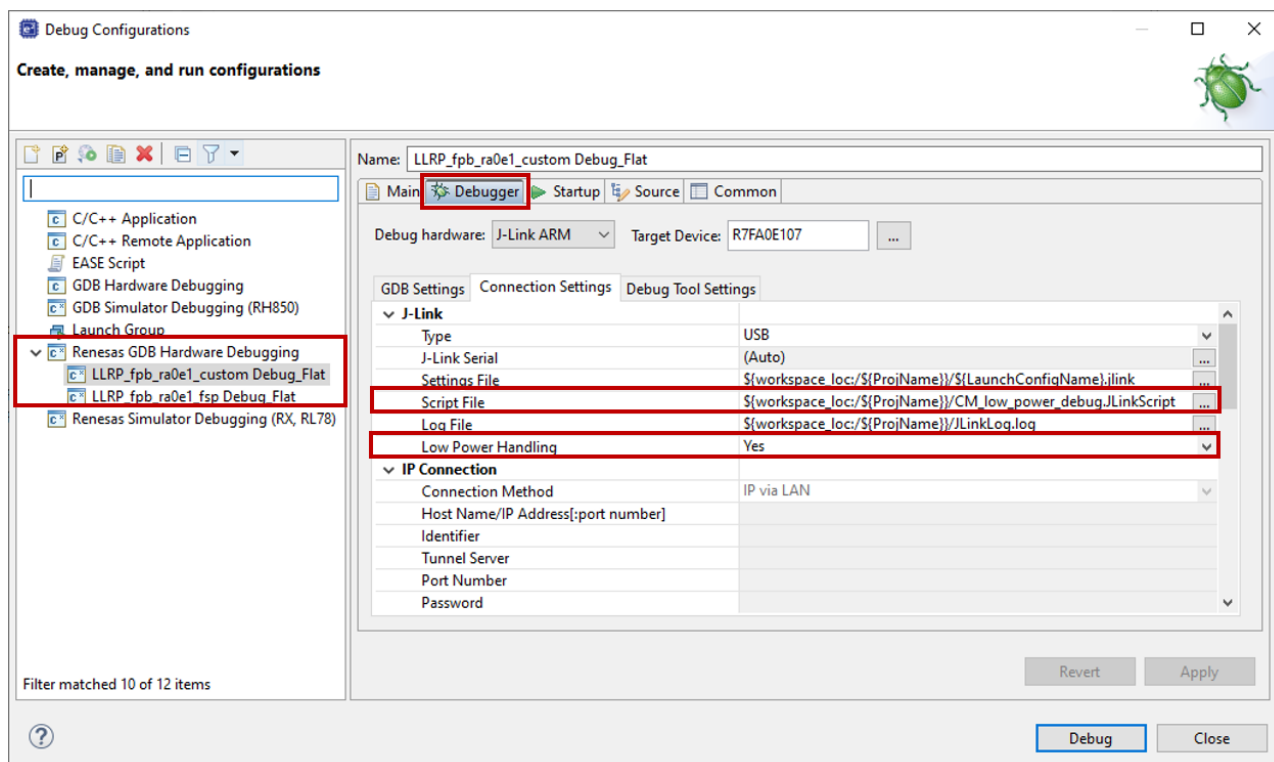 Debug Configurations
Create, manage, and run configurations
C/C++ Application
C/C++ Remote Application
EASE Script
GDB Hardware Debugging
GDB Simulator Debugging (RH850)
Launch Group
Renesas GDB Hardware Debugging
LLRP_fpb_ra0e1_custom Debug_Flat
LLRP_fpb_ra0e1_fsp Debug_Flat
Renesas Simulator Debugging (RX, RL78)
Filter matched 10 of 12 items
Name: LLRP_fpb_ra0e1_custom Debug_Flat
Main Debugger Startup Source Common
Debug hardware: J-Link ARM Target Device: R7FA0E107 ...
GDB Settings Connection Settings Debug Tool Settings
J-Link
Type USB
J-Link Serial (Auto) ...
Settings File ${workspace_loc:/${ProjName}}/${LaunchConfigName}.jlink ...
Script File ${workspace_loc:/${ProjName}}/CM_low_power_debug.JLinkScript ...
Log File ${workspace_loc:/${ProjName}}/JLinkLog.log ...
Low Power Handling Yes
IP Connection
Connection Method IP via LAN
Host Name/IP Address[:port number]
Identifier
Tunnel Server
Port Number
Password
Revert Apply
? Debug Close